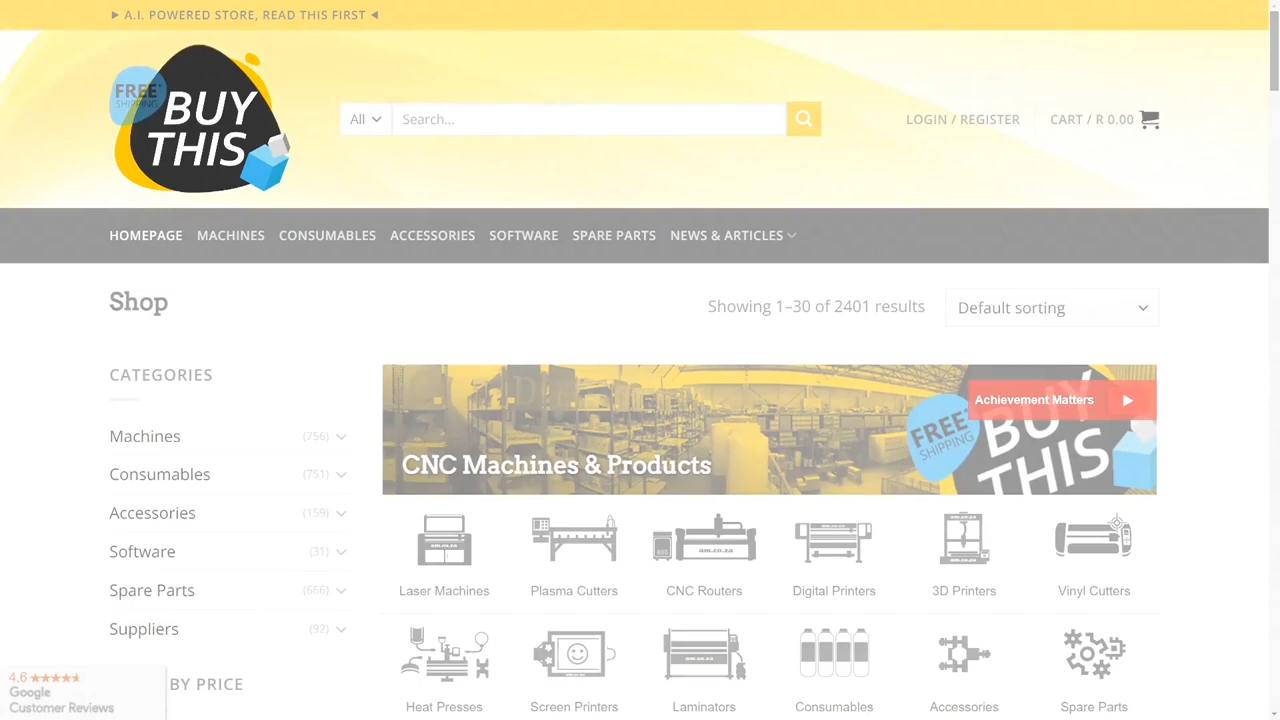 ► A.I. POWERED STORE, READ THIS FIRST ◄
FREE
SHIPPING
BUY
THIS
All
Search...
LOGIN / REGISTER
CART / R 0.00
HOMEPAGE MACHINES CONSUMABLES ACCESSORIES SOFTWARE SPARE PARTS NEWS & ARTICLES
Shop
Showing 1–30 of 2401 results
Default sorting
CATEGORIES
Machines (756)
Consumables (751)
Accessories (159)
Software (31)
Spare Parts (666)
Suppliers (92)
BY PRICE
4.6
Google
Customer Reviews
CNC Machines & Products
Achievement Matters
FREE
SHIPPING
BUY
THIS
Laser Machines Plasma Cutters CNC Routers Digital Printers 3D Printers Vinyl Cutters
Heat Presses Screen Printers Laminators Consumables Accessories Spare Parts